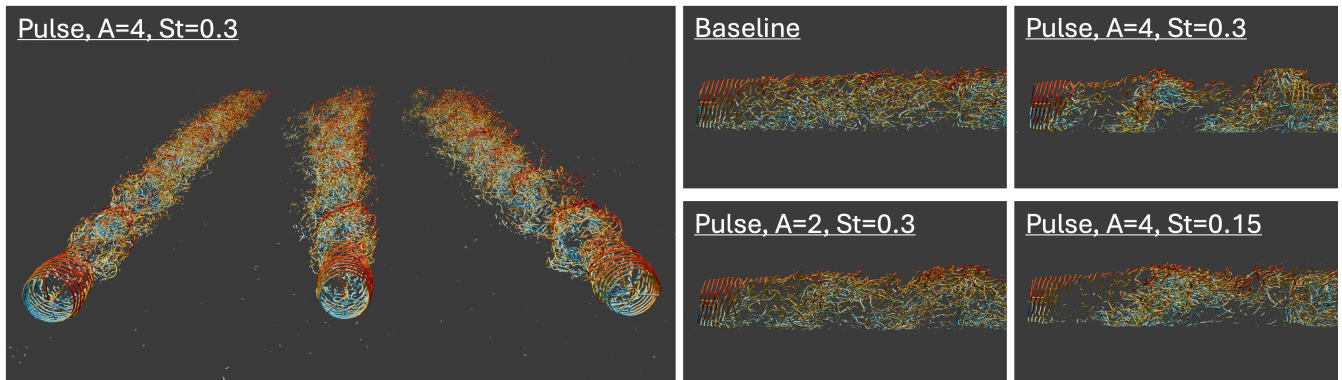 Pulse, A=4, St=0.3
Baseline
Pulse, A=4, St=0.3
Pulse, A=2, St=0.3
Pulse, A=4, St=0.15